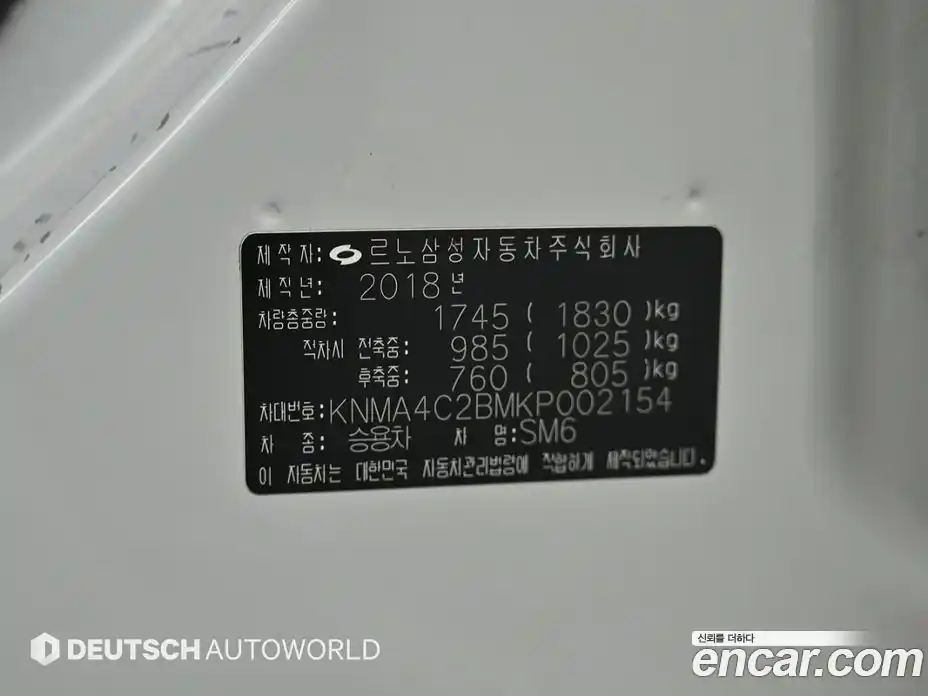 제작자: 르노삼성자동차주식회사
제작년: 2018년
차량총중량: 1745 ( 1830 )kg
적차시 전축중: 985 ( 1025 )kg
후축중: 760 ( 805 )kg
차대번호: KNMA4C2BMKP002154
차 종: 승용차 차 명: SM6
이 자동차는 대한민국 자동차관리법령에 적합하게 제작되었습니다.
DEUTSCH AUTOWORLD
신뢰를 더하다
encar.com